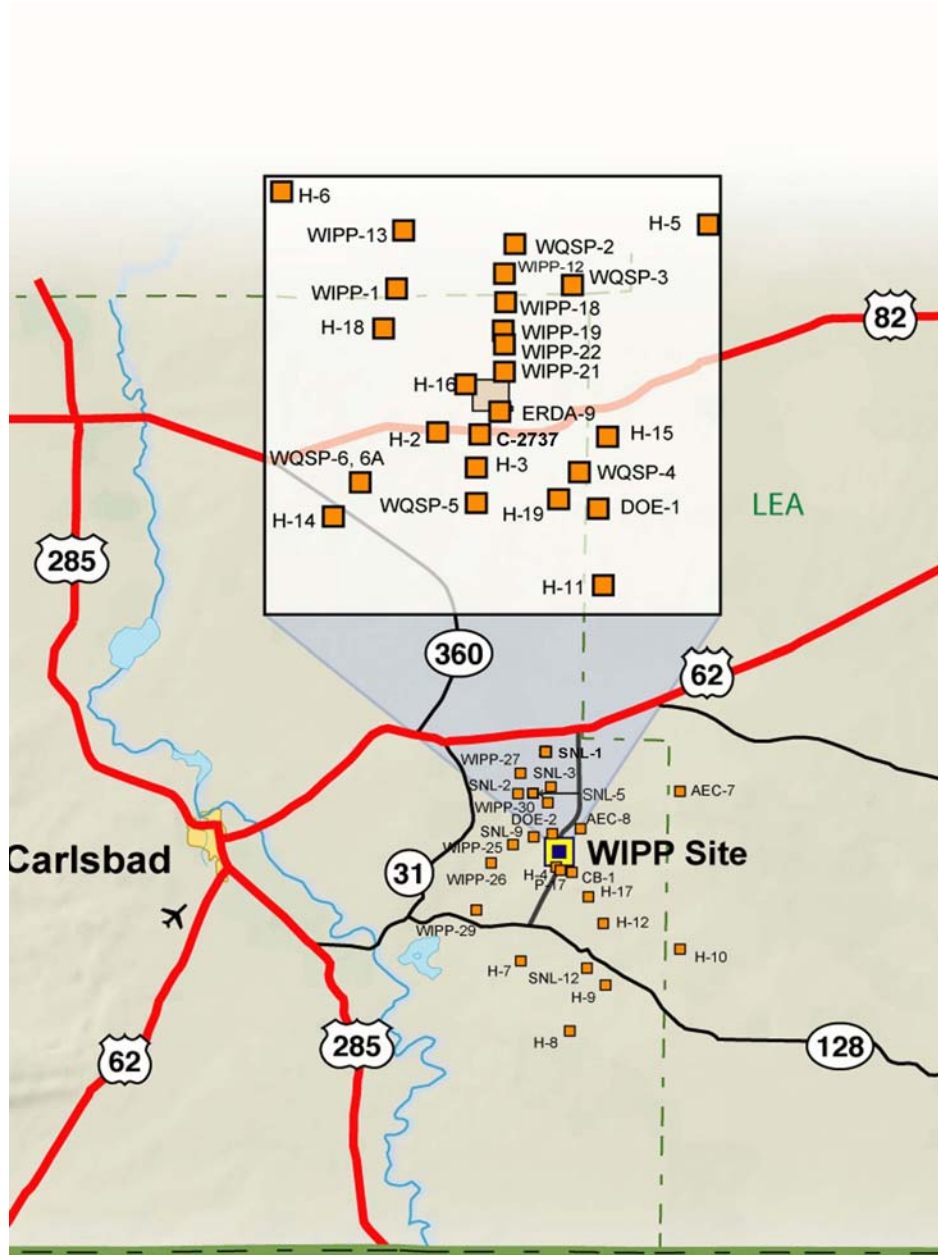 H-6
H-5
WIPP-13
WQSP-2
WIPP-12
WQSP-3
WIPP-1
WIPP-18
82
H-18
WIPP-19
WIPP-22
WIPP-21
H-16
ERDA-9
H-2
C-2737
H-15
WQSP-6, 6A
H-3
WQSP-4
WQSP-5
H-19
DOE-1
LEA
H-14
285
H-11
360
62
SNL-1
WIPP-27
SNL-3
SNL-2
SNL-5
AEC-7
WIPP-30
DOE-2
AEC-8
SNL-9
WIPP-25
Carlsbad
WIPP Site
31
WIPP-26
H-4
CB-1
P-17
H-17
H-12
WIPP-29
H-10
H-7
SNL-12
H-9
H-8
62
285
128